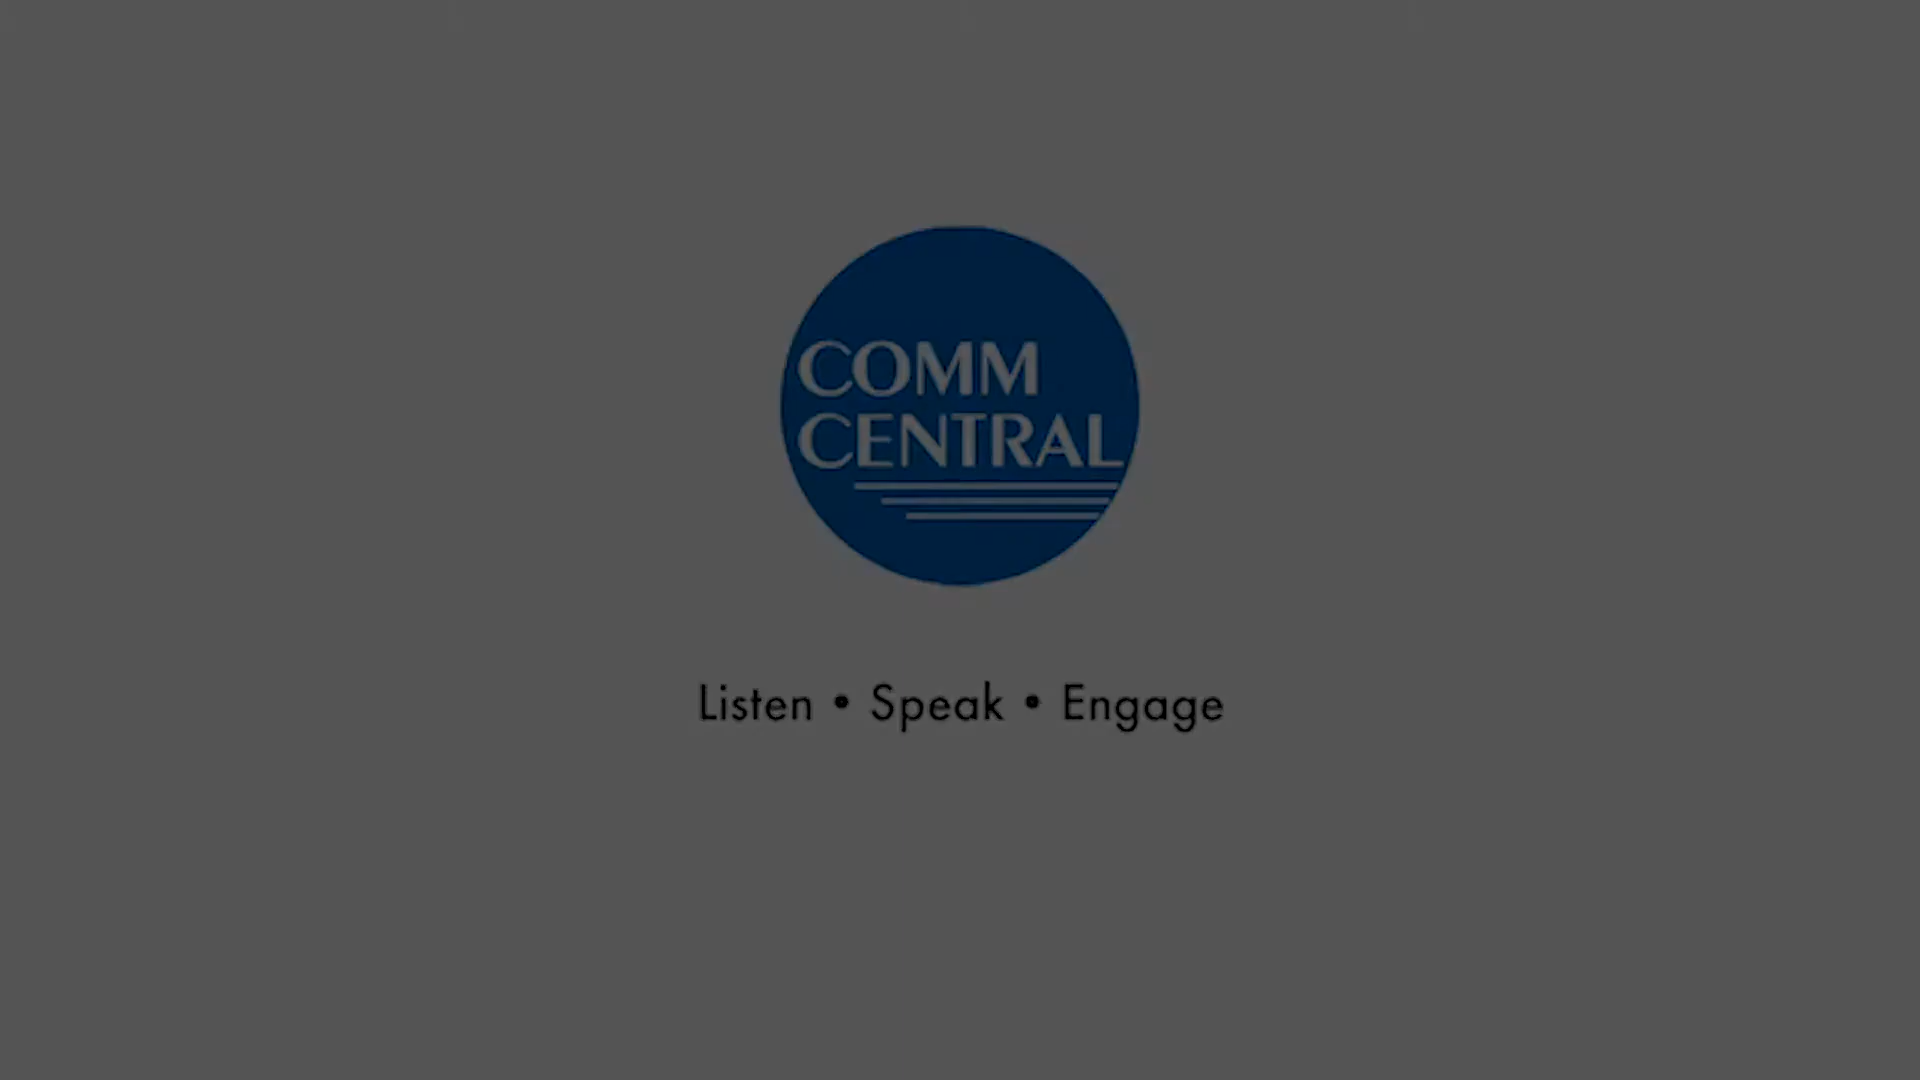 COMM
CENTRAL
Listen • Speak • Engage